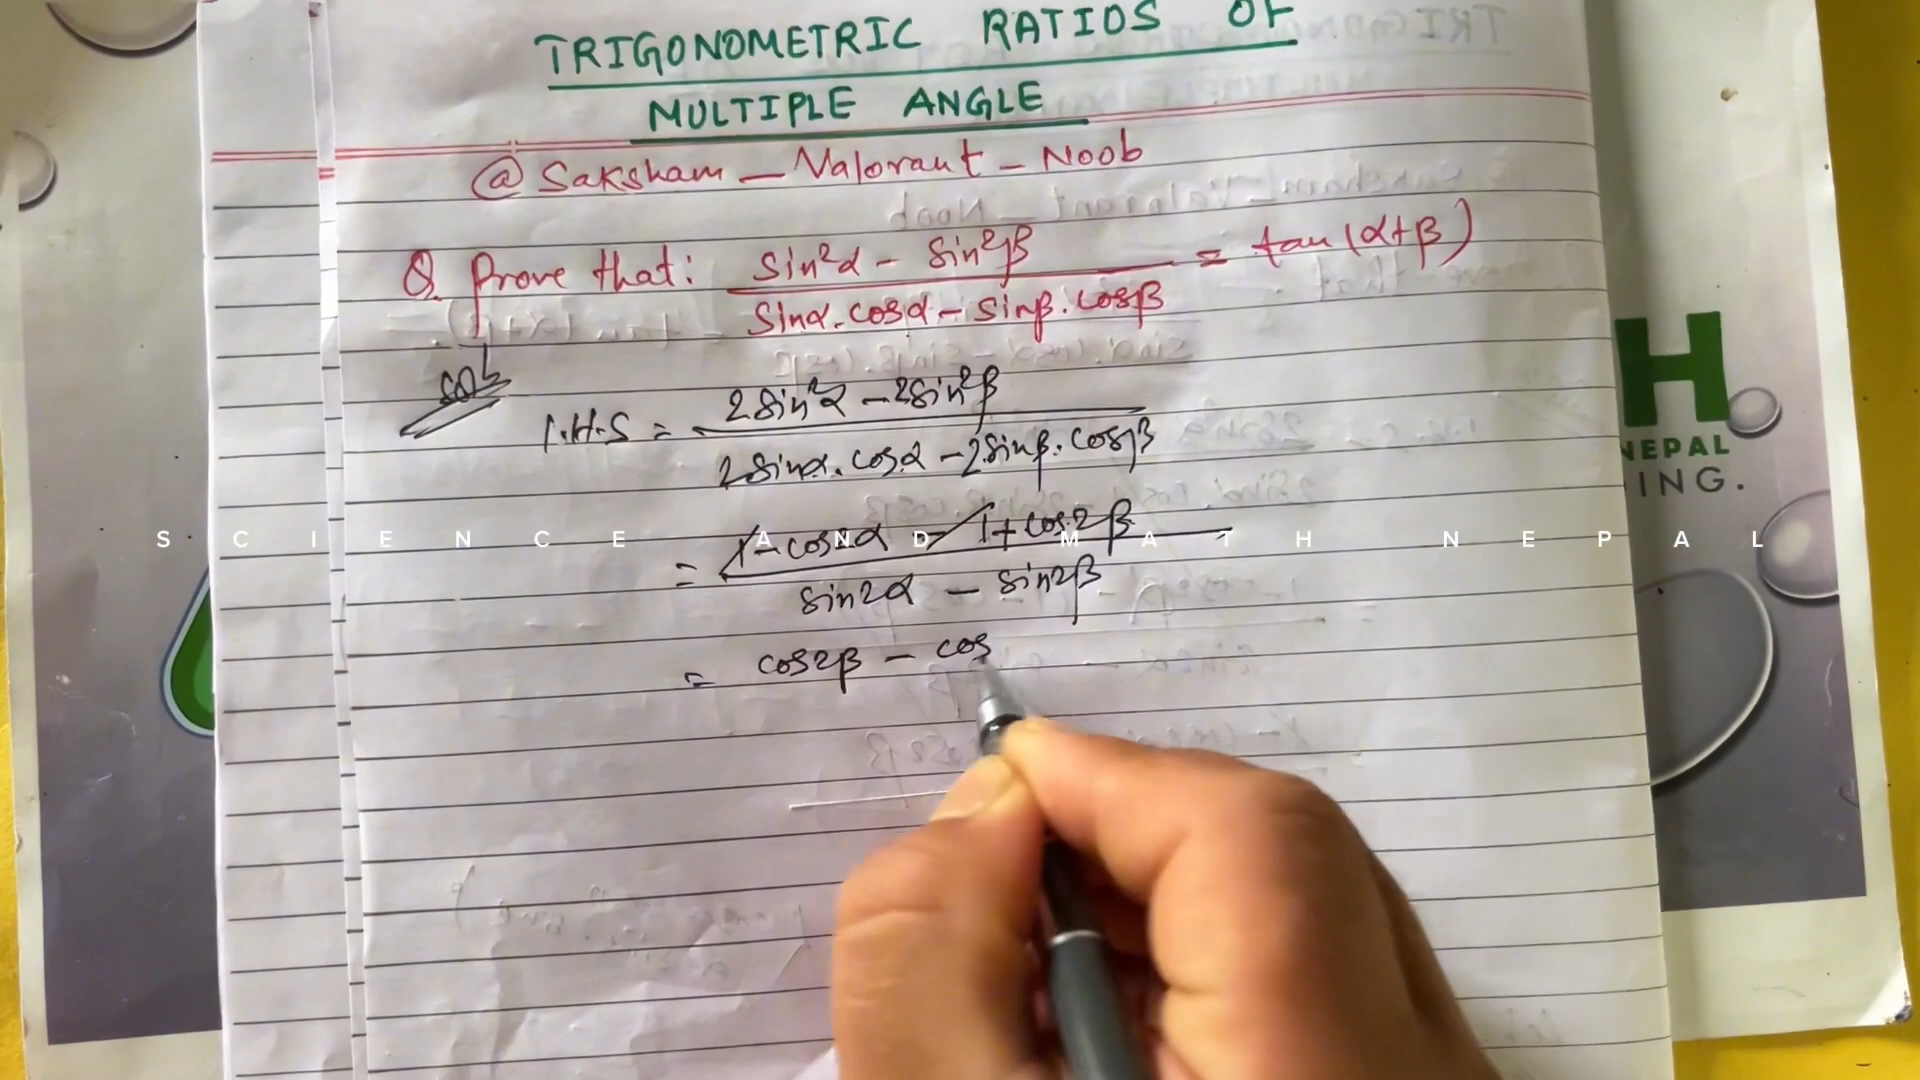 TRIGONOMETRIC RATIOS OF
MULTIPLE ANGLE
@Saksham_Valorant_Noob
Q. Prove that: sin²α - sin²β / sinα.cosα - sinβ.cosβ = tan(α+β)
Solⁿ
L.H.S = 2sin²α - 2sin²β / 2sinα.cosα - 2sinβ.cosβ
= 1 - cos2α - 1 + cos2β / sin2α - sin2β
= cos2β - cos
SCIENCE AND MATH NEPAL
H
NEPAL
ING.